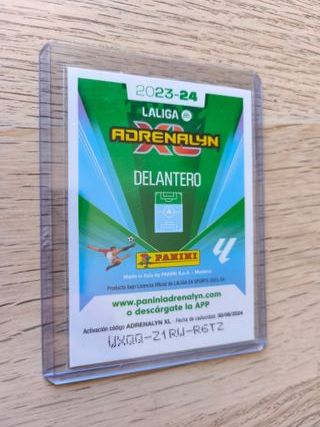 2023-24
LALIGA
ADRENALYN
XL
DELANTERO
PANINI
Made in Italy by PANINI S.p.A. - Modena
Producto bajo Licencia Oficial de LALIGA EA SPORTS 2023/24
www.paniniadrenalyn.com
o descárgate la APP
Activación código ADRENALYN XL - Fecha de caducidad: 30/06/2024
UXQQ-Z1RW-R6TZ